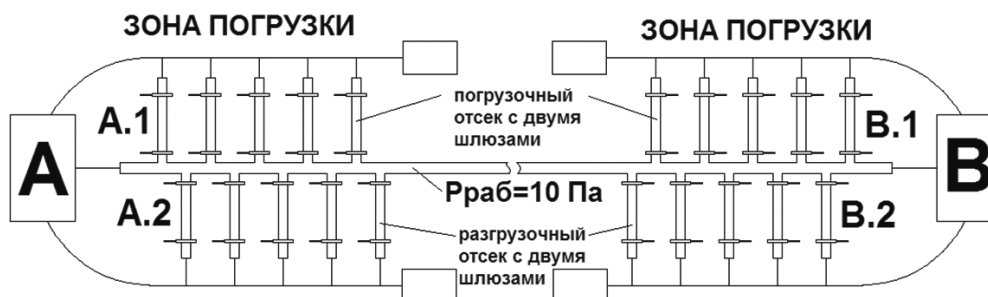 ЗОНА ПОГРУЗКИ
ЗОНА ПОГРУЗКИ
погрузочный
отсек с двумя
шлюзами
А.1
В.1
А
В
Рраб=10 Па
А.2
В.2
разгрузочный
отсек с двумя
шлюзами